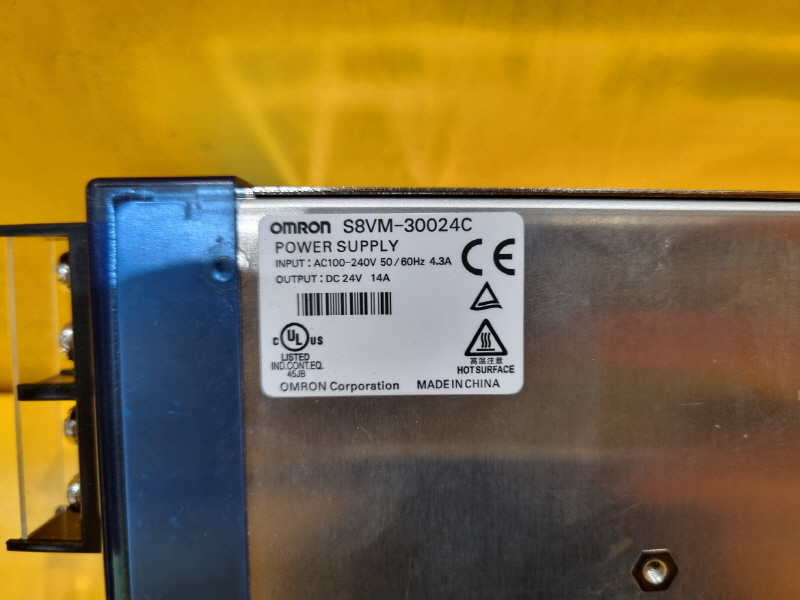 OMRON S8VM-30024C
POWER SUPPLY
INPUT : AC100-240V 50/60Hz 4.3A
OUTPUT : DC 24V 14A
CE
C UL US
LISTED
IND.CONT.EQ.
45JB
高温注意
HOT SURFACE
OMRON Corporation MADE IN CHINA